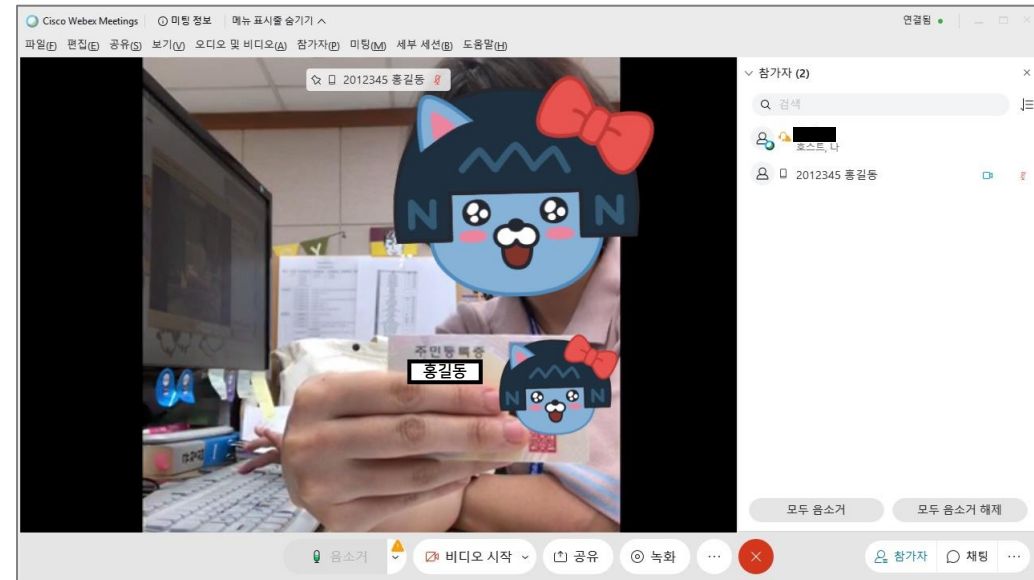 Cisco Webex Meetings 미팅 정보 메뉴 표시줄 숨기기 연결됨
파일(F) 편집(E) 공유(S) 보기(V) 오디오 및 비디오(A) 참가자(P) 미팅(M) 세부 세션(B) 도움말(H)
2012345 홍길동
주민등록증
홍길동
N N
N N
참가자 (2)
검색
호스트, 나
2012345 홍길동
모두 음소거 모두 음소거 해제
음소거 비디오 시작 공유 녹화 참가자 채팅